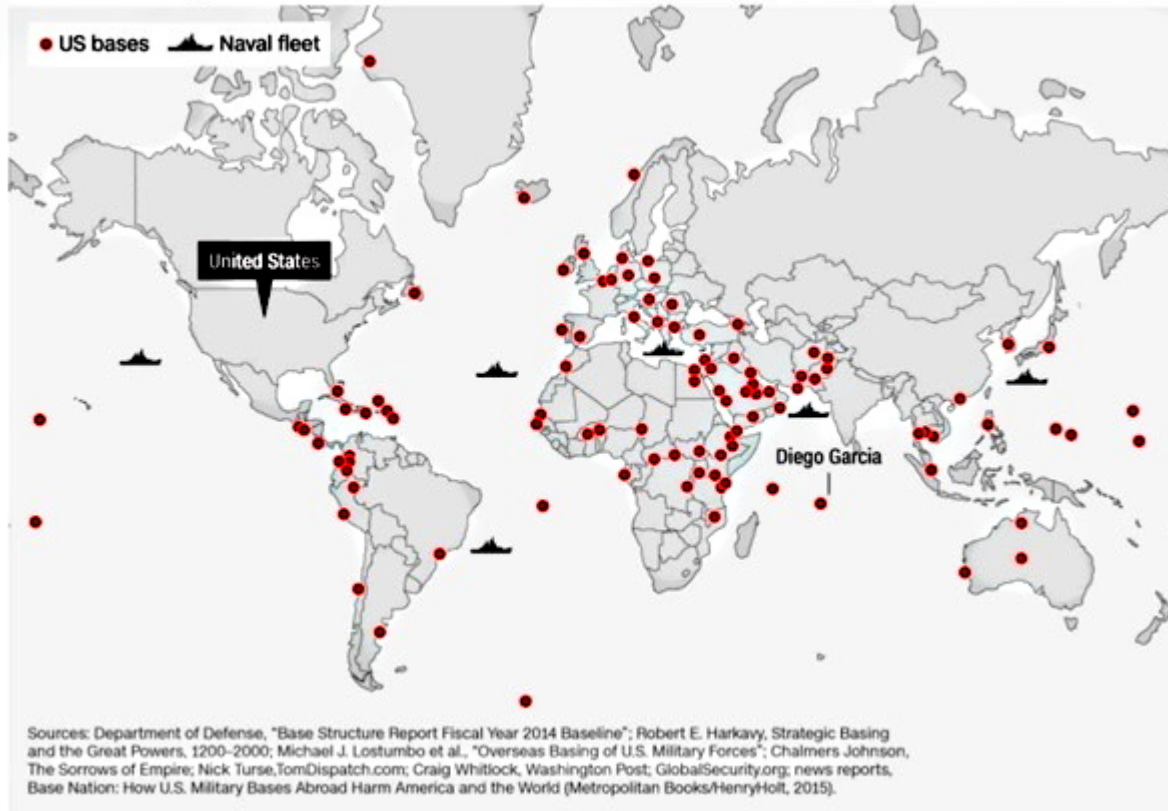 US bases Naval fleet
United States
Diego Garcia
Sources: Department of Defense, "Base Structure Report Fiscal Year 2014 Baseline"; Robert E. Harkavy, Strategic Basing
and the Great Powers, 1200–2000; Michael J. Lostumbo et al., "Overseas Basing of U.S. Military Forces"; Chalmers Johnson,
The Sorrows of Empire; Nick Turse,TomDispatch.com; Craig Whitlock, Washington Post; GlobalSecurity.org; news reports,
Base Nation: How U.S. Military Bases Abroad Harm America and the World (Metropolitan Books/HenryHolt, 2015).